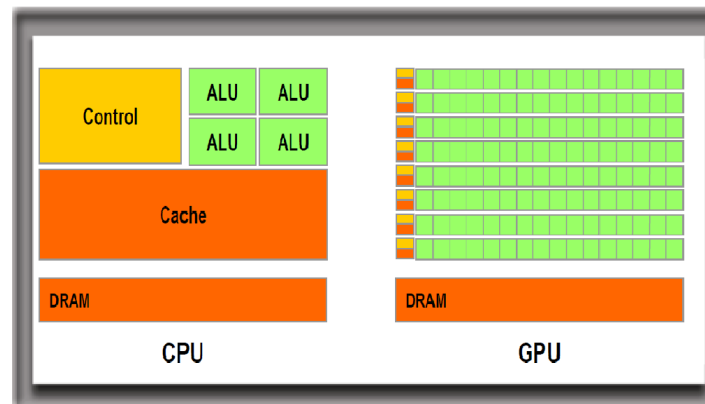 Control
ALU ALU
ALU ALU
Cache
DRAM
CPU
DRAM
GPU